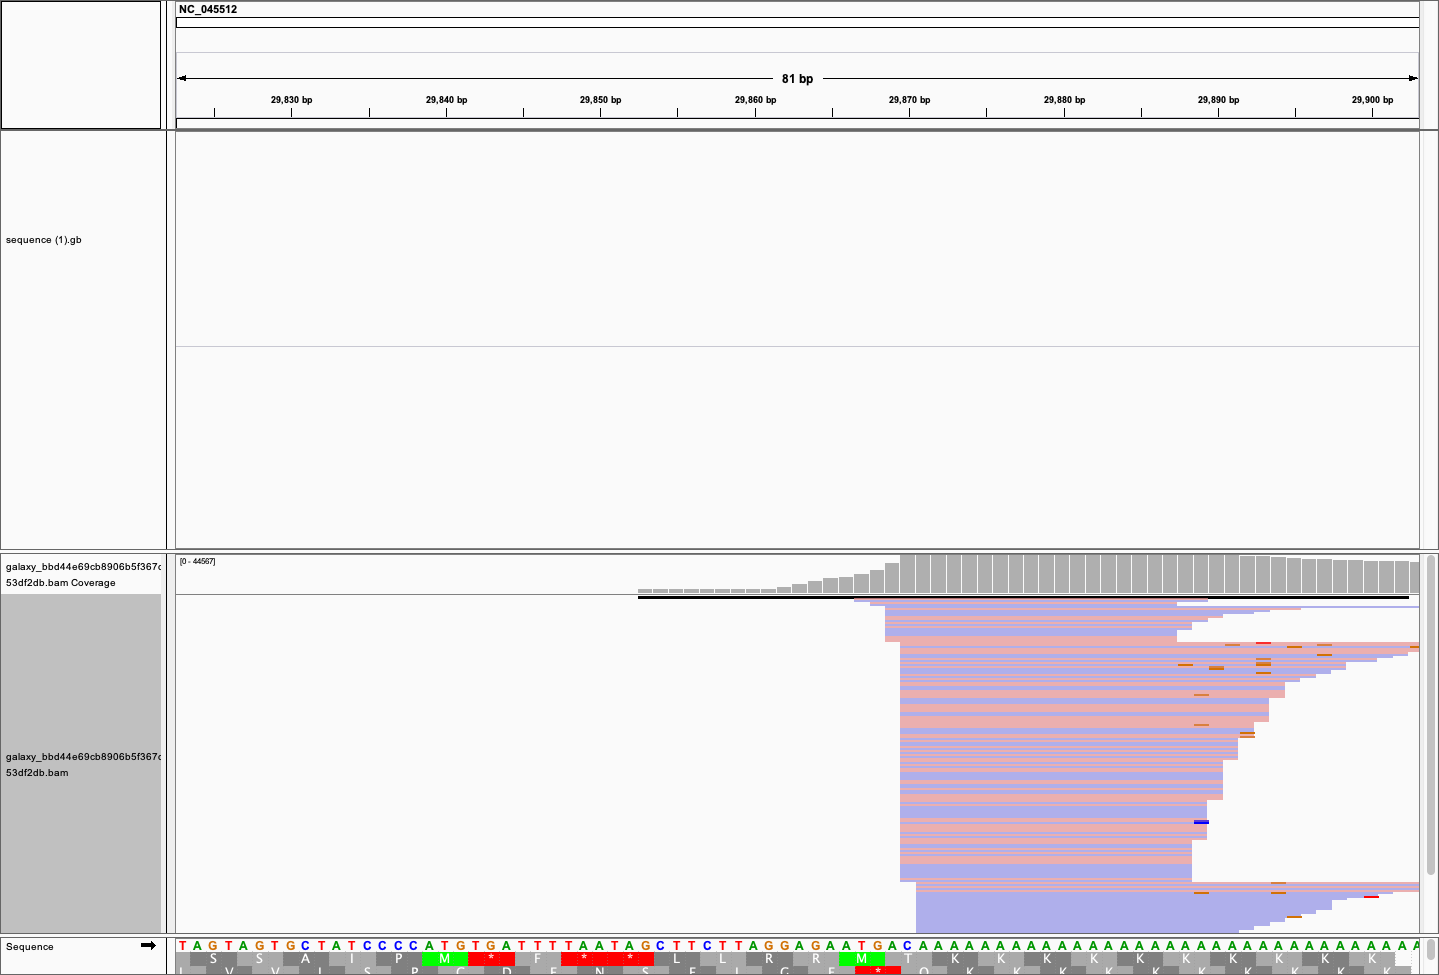 NC_045512
81 bp
29,830 bp 29,840 bp 29,850 bp 29,860 bp 29,870 bp 29,880 bp 29,890 bp 29,900 bp
sequence (1).gb
galaxy_bbd44e69cb8906b5f367
53df2db.bam Coverage
[0 - 44567]
galaxy_bbd44e69cb8906b5f367
53df2db.bam
Sequence
T A G T A G T G C T A T C C C C A T G T G A T T T T A A T A G C T T C T T A G G A G A A T G A C A A A A A A A A A A A A A A A A A A A A A A A A A A A A A A A A A
S S A I P M * F * * L L R R M T K K K K K K K K K K